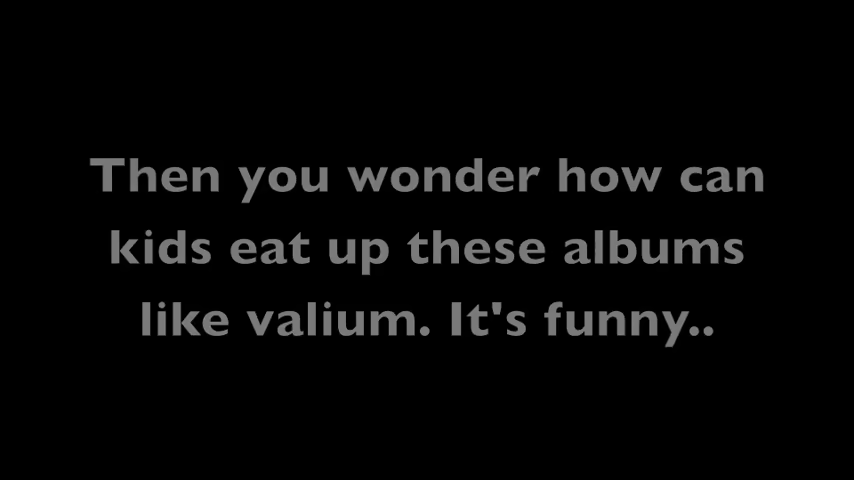 Then you wonder how can
kids eat up these albums
like valium. It's funny..